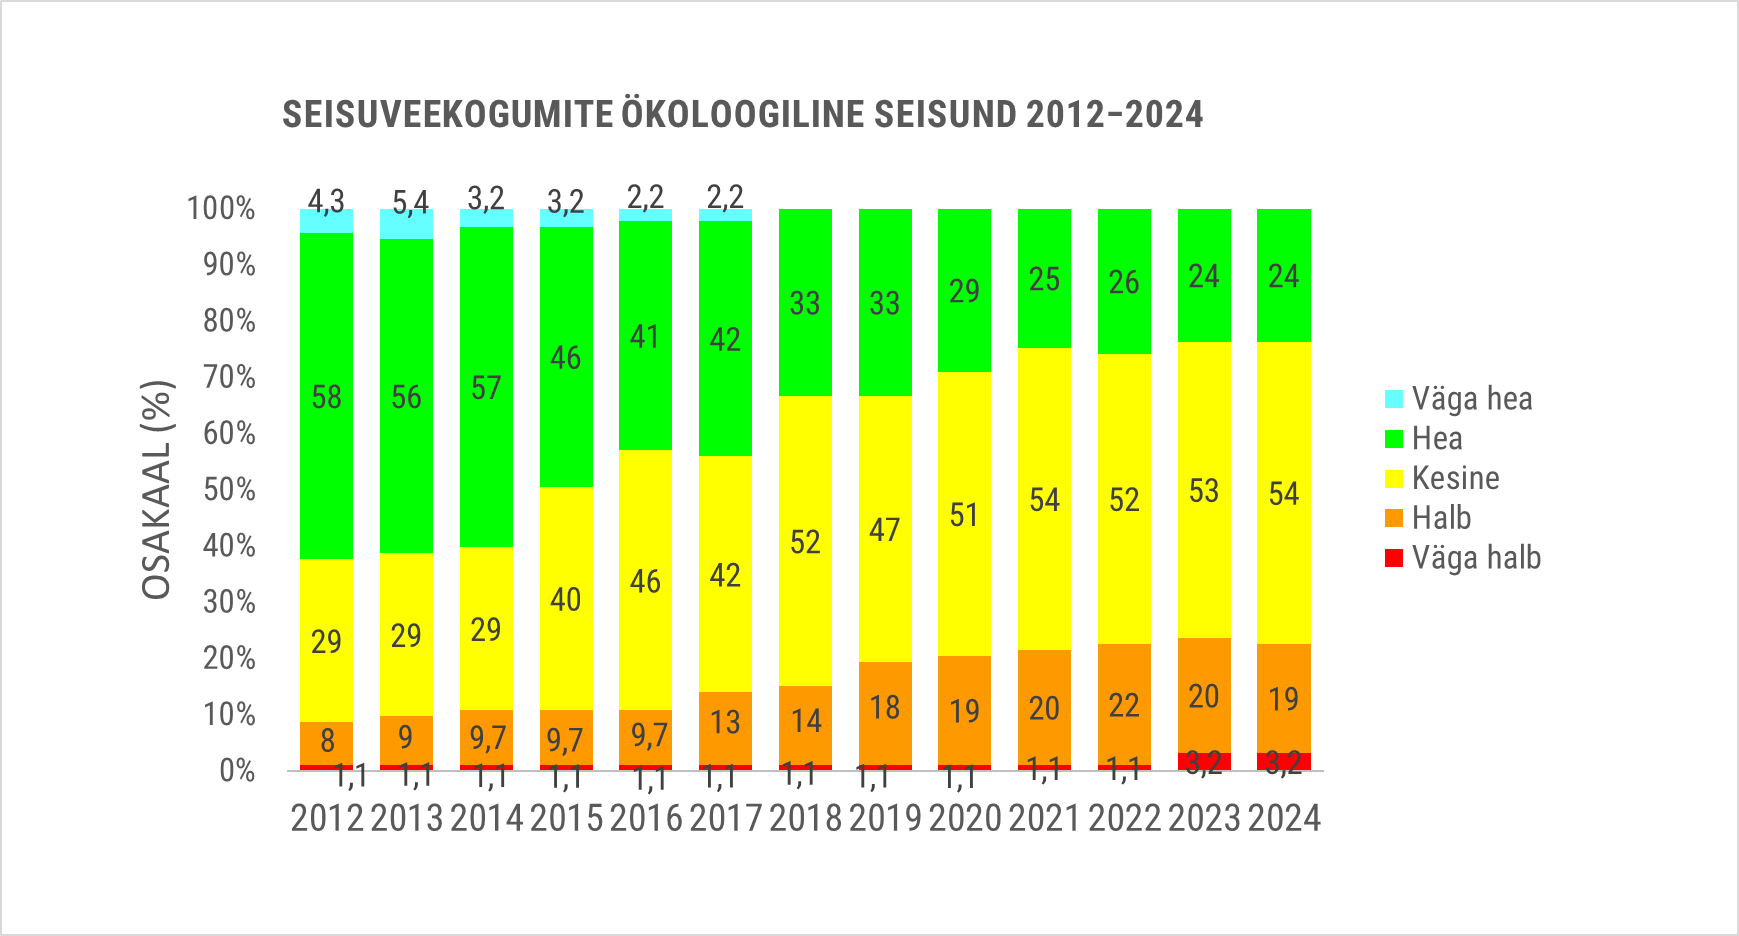 SEISUVEEKOGUMITE ÖKOLOOGILINE SEISUND 2012–2024
OSAKAAL (%)
100%
90%
80%
70%
60%
50%
40%
30%
20%
10%
0%
4,3 5,4 3,2 3,2 2,2 2,2
58 56 57 46 41 42 33 33 29 25 26 24 24
29 29 29 40 46 42 52 47 51 54 52 53 54
8 9 9,7 9,7 9,7 13 14 18 19 20 22 20 19
1,1 1,1 1,1 1,1 1,1 1,1 1,1 1,1 1,1 1,1 1,1 3,2 3,2
2012 2013 2014 2015 2016 2017 2018 2019 2020 2021 2022 2023 2024
Väga hea
Hea
Kesine
Halb
Väga halb